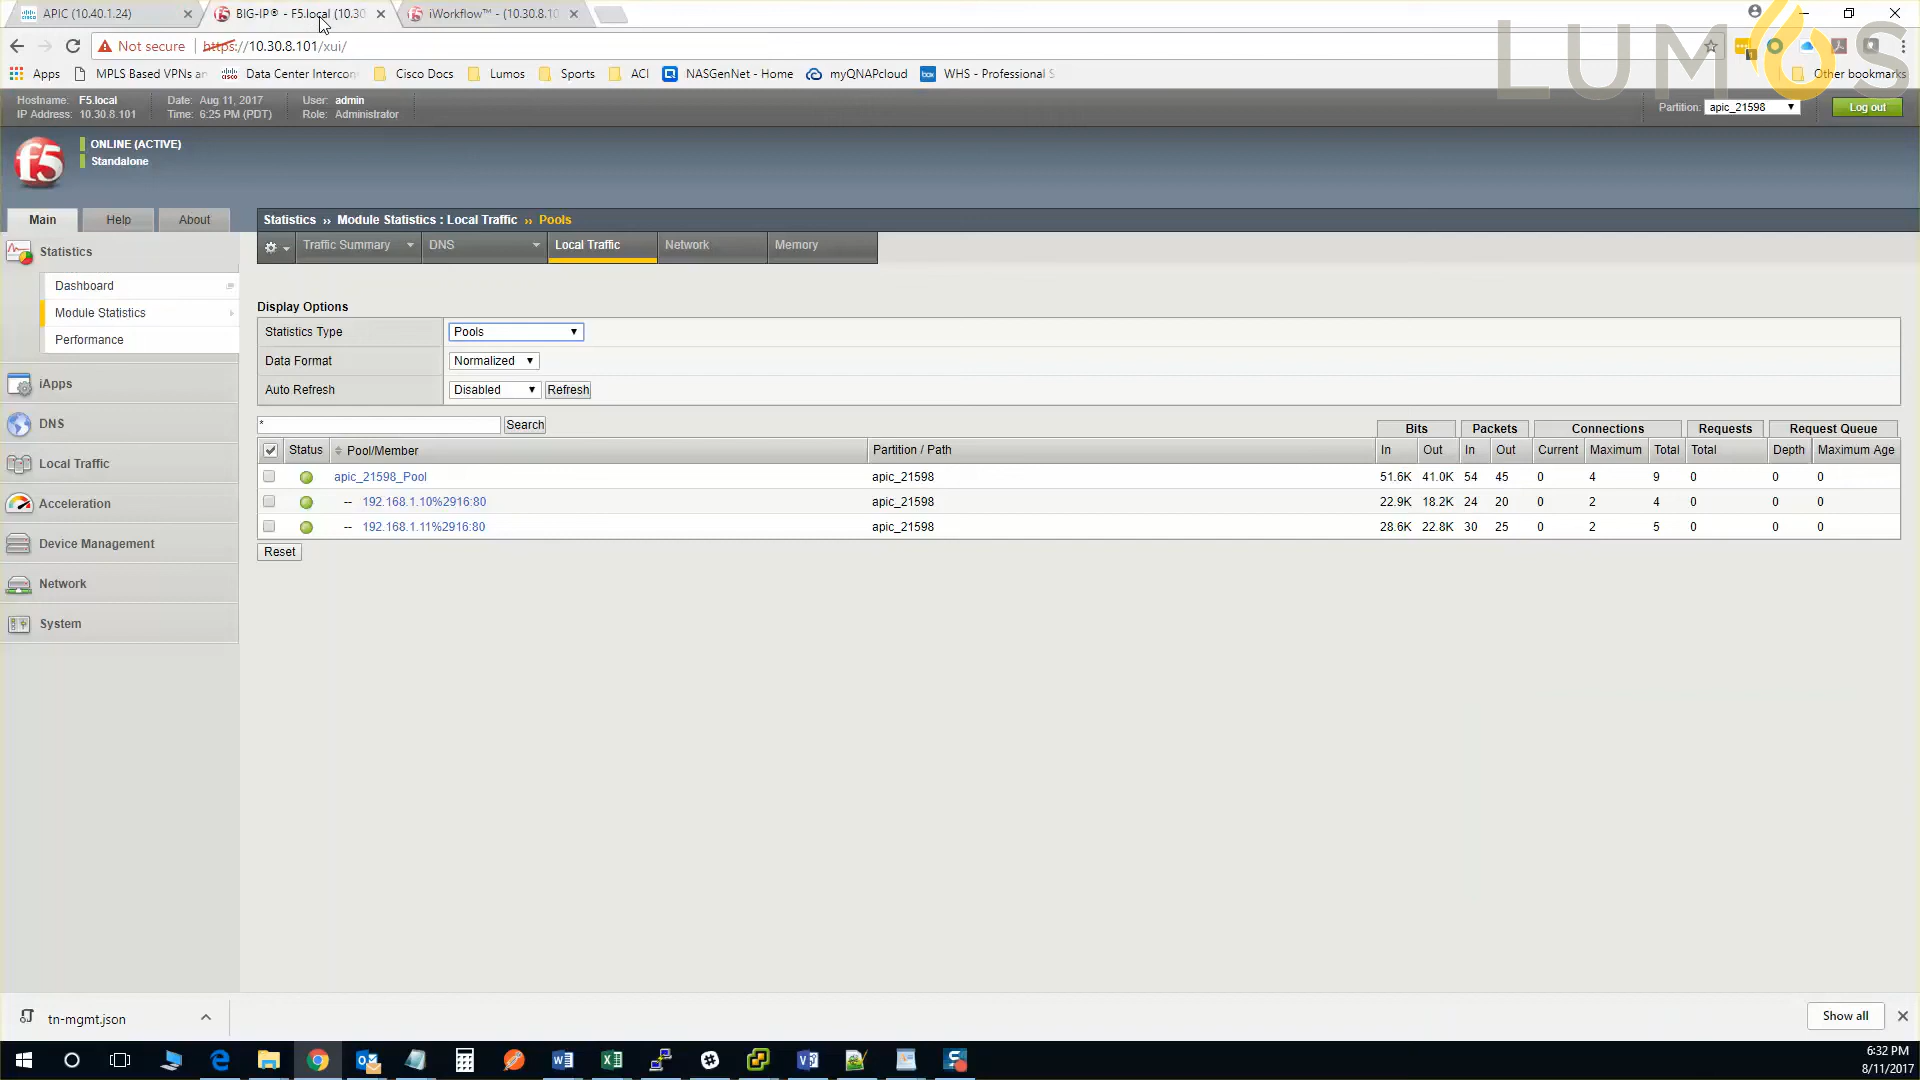 APIC (10.40.1.24)
BIG-IP® - F5.local (10.30
iWorkflow™ - (10.30.8.10
Not secure
https://10.30.8.101/xui/
Apps
MPLS Based VPNs an
Data Center Intercon
Cisco Docs
Lumos
Sports
ACI
NASGenNet - Home
myQNAPcloud
WHS - Professional S
Other bookmarks
LUMOS
Hostname: F5.local
IP Address: 10.30.8.101
Date: Aug 11, 2017
Time: 6:25 PM (PDT)
User: admin
Role: Administrator
Partition: apic_21598
Log out
f5
ONLINE (ACTIVE)
Standalone
Main
Help
About
Statistics
Dashboard
Module Statistics
Performance
iApps
DNS
Local Traffic
Acceleration
Device Management
Network
System
Statistics ›› Module Statistics : Local Traffic ›› Pools
Traffic Summary
DNS
Local Traffic
Network
Memory
Display Options
Statistics Type Pools
Data Format Normalized
Auto Refresh Disabled Refresh
* Search
Bits Packets Connections Requests Request Queue
Status Pool/Member Partition / Path In Out In Out Current Maximum Total Total Depth Maximum Age
apic_21598_Pool apic_21598 51.6K 41.0K 54 45 0 4 9 0 0 0
-- 192.168.1.10%2916:80 apic_21598 22.9K 18.2K 24 20 0 2 4 0 0 0
-- 192.168.1.11%2916:80 apic_21598 28.6K 22.8K 30 25 0 2 5 0 0 0
Reset
tn-mgmt.json
Show all
6:32 PM
8/11/2017